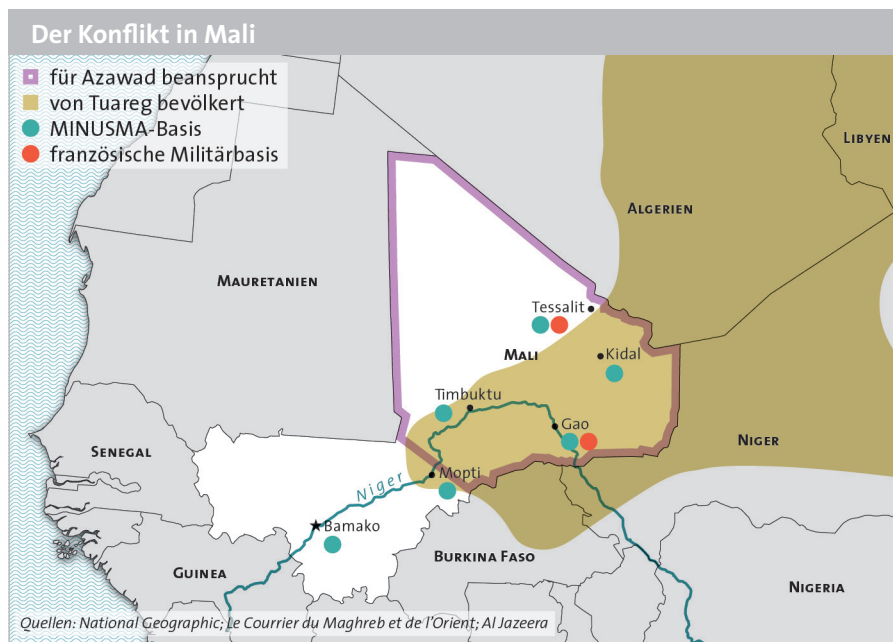 Der Konflikt in Mali
für Azawad beansprucht
von Tuareg bevölkert
MINUSMA-Basis
französische Militärbasis
LIBYEN
ALGERIEN
MAURETANIEN
Tessalit
MALI
Kidal
Timbuktu
Gao
SENEGAL
NIGER
Mopti
Niger
Bamako
BURKINA FASO
GUINEA
NIGERIA
Quellen: National Geographic; Le Courrier du Maghreb et de l'Orient; Al Jazeera